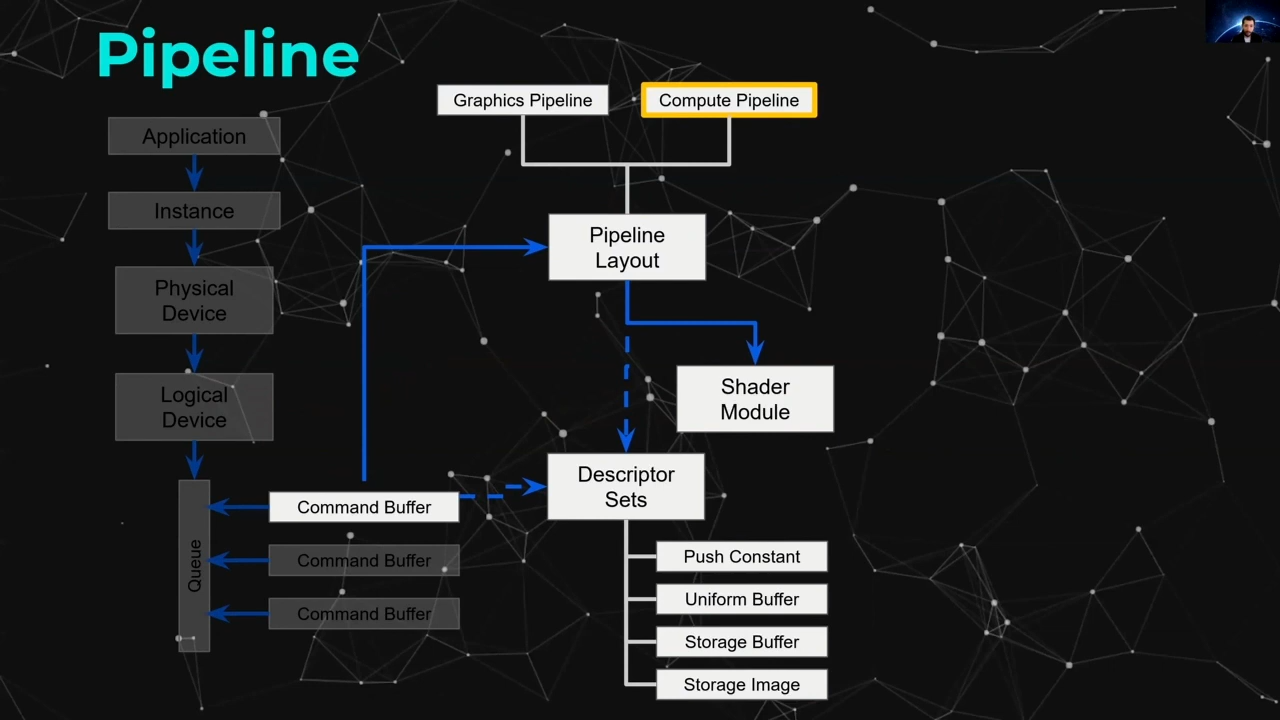 Pipeline
Graphics Pipeline
Compute Pipeline
Application
Instance
Physical
Device
Logical
Device
Queue
Command Buffer
Command Buffer
Command Buffer
Pipeline
Layout
Shader
Module
Descriptor
Sets
Push Constant
Uniform Buffer
Storage Buffer
Storage Image